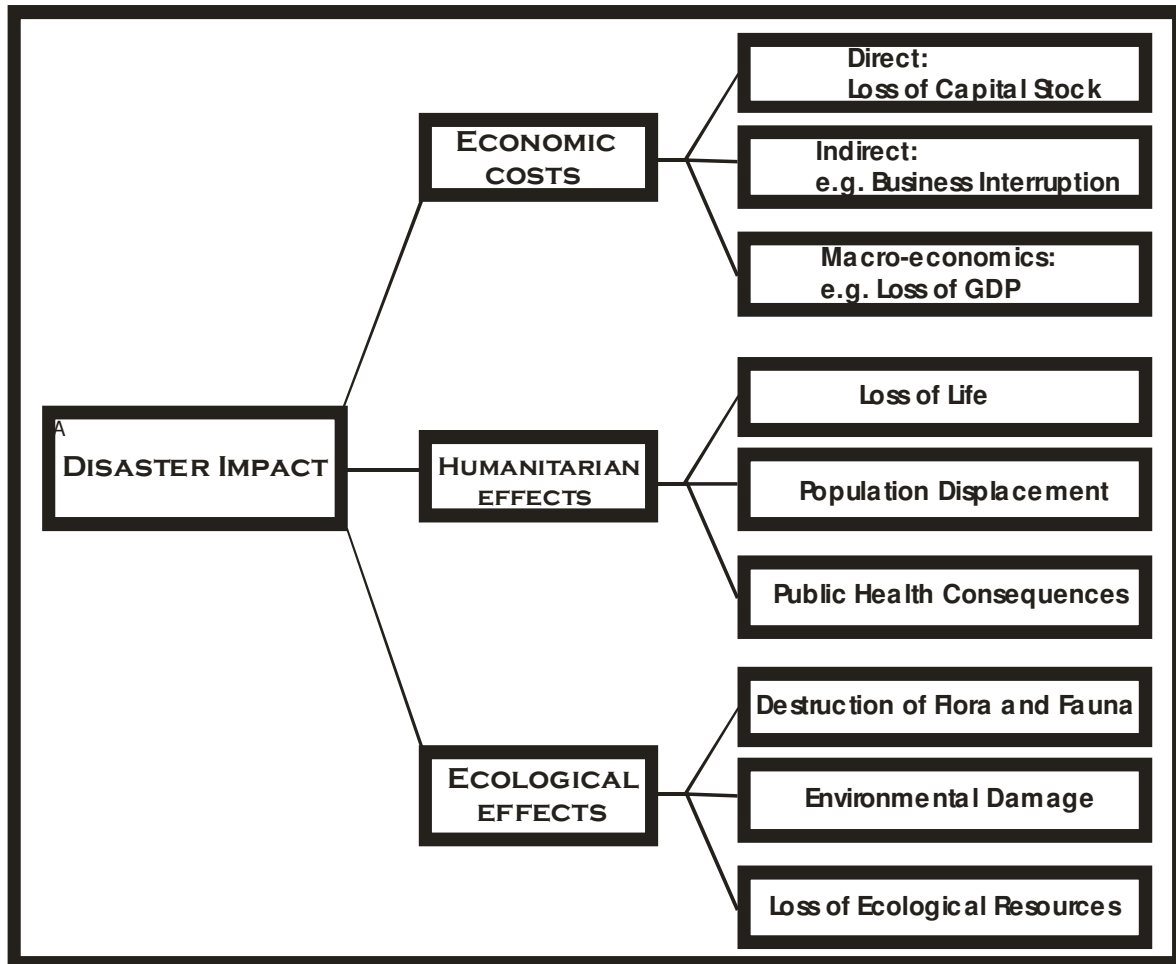 Direct:
Loss of Capital Stock
ECONOMIC
COSTS
Indirect:
e.g. Business Interruption
Macro-economics:
e.g. Loss of GDP
Loss of Life
A
DISASTER IMPACT
HUMANITARIAN
EFFECTS
Population Displacement
Public Health Consequences
Destruction of Flora and Fauna
ECOLOGICAL
EFFECTS
Environmental Damage
Loss of Ecological Resources